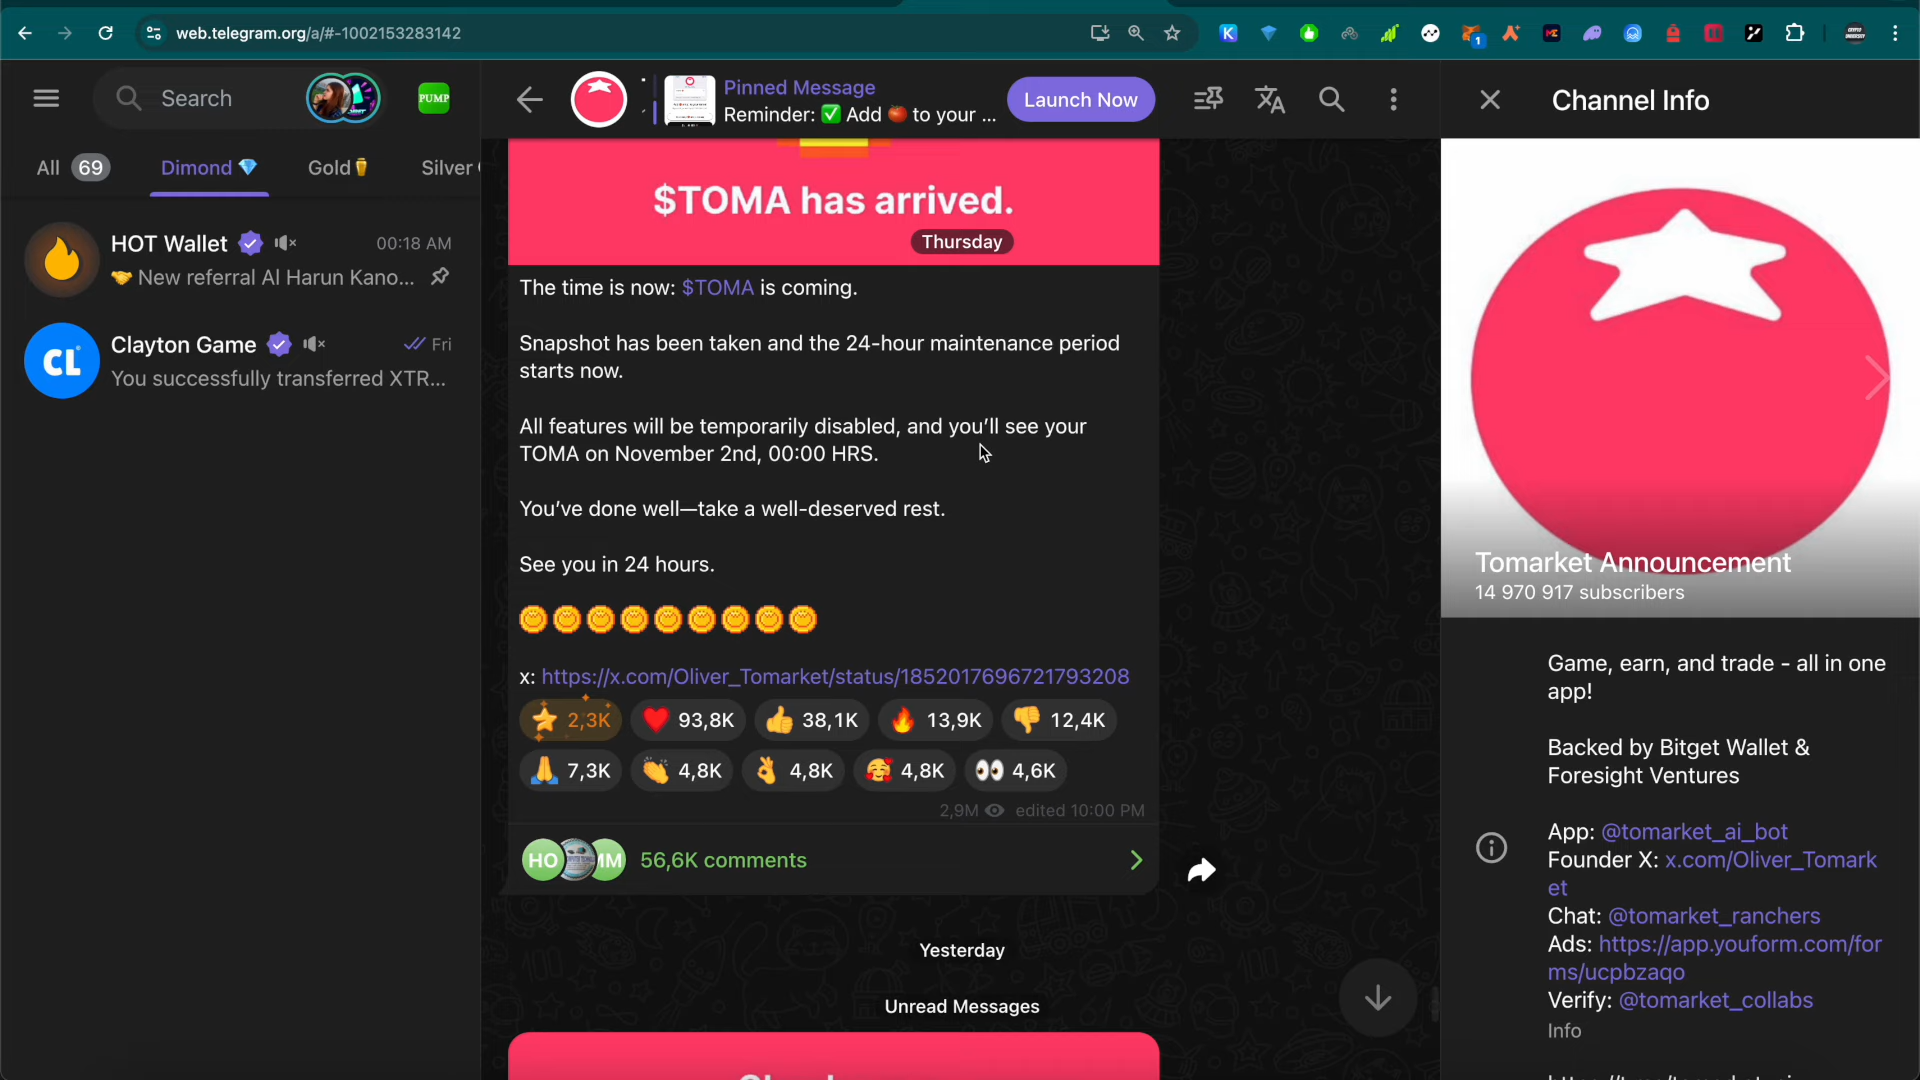 web.telegram.org/a/#-1002153283142
1
Search
PUMP
All 69
Dimond💎
Gold
Silver
HOT Wallet
00:18 AM
🤝 New referral Al Harun Kano...
CL
Clayton Game
Fri
You successfully transferred XTR...
Pinned Message
Reminder: ✅ Add 🍅 to your ...
Launch Now
$TOMA has arrived.
Thursday
The time is now: $TOMA is coming.
Snapshot has been taken and the 24-hour maintenance period
starts now.
All features will be temporarily disabled, and you’ll see your
TOMA on November 2nd, 00:00 HRS.
You’ve done well—take a well-deserved rest.
See you in 24 hours.
x: https://x.com/Oliver_Tomarket/status/1852017696721793208
⭐ 2,3K ❤️ 93,8K 👍 38,1K 🔥 13,9K 👎 12,4K
🙏 7,3K 👏 4,8K 👌 4,8K 🥰 4,8K 👀 4,6K
2,9M edited 10:00 PM
HO MM 56,6K comments
Yesterday
Unread Messages
Channel Info
Tomarket Announcement
14 970 917 subscribers
Game, earn, and trade - all in one
app!
Backed by Bitget Wallet &
Foresight Ventures
App: @tomarket_ai_bot
Founder X: x.com/Oliver_Tomark
et
Chat: @tomarket_ranchers
Ads: https://app.youform.com/for
ms/ucpbzaqo
Verify: @tomarket_collabs
Info